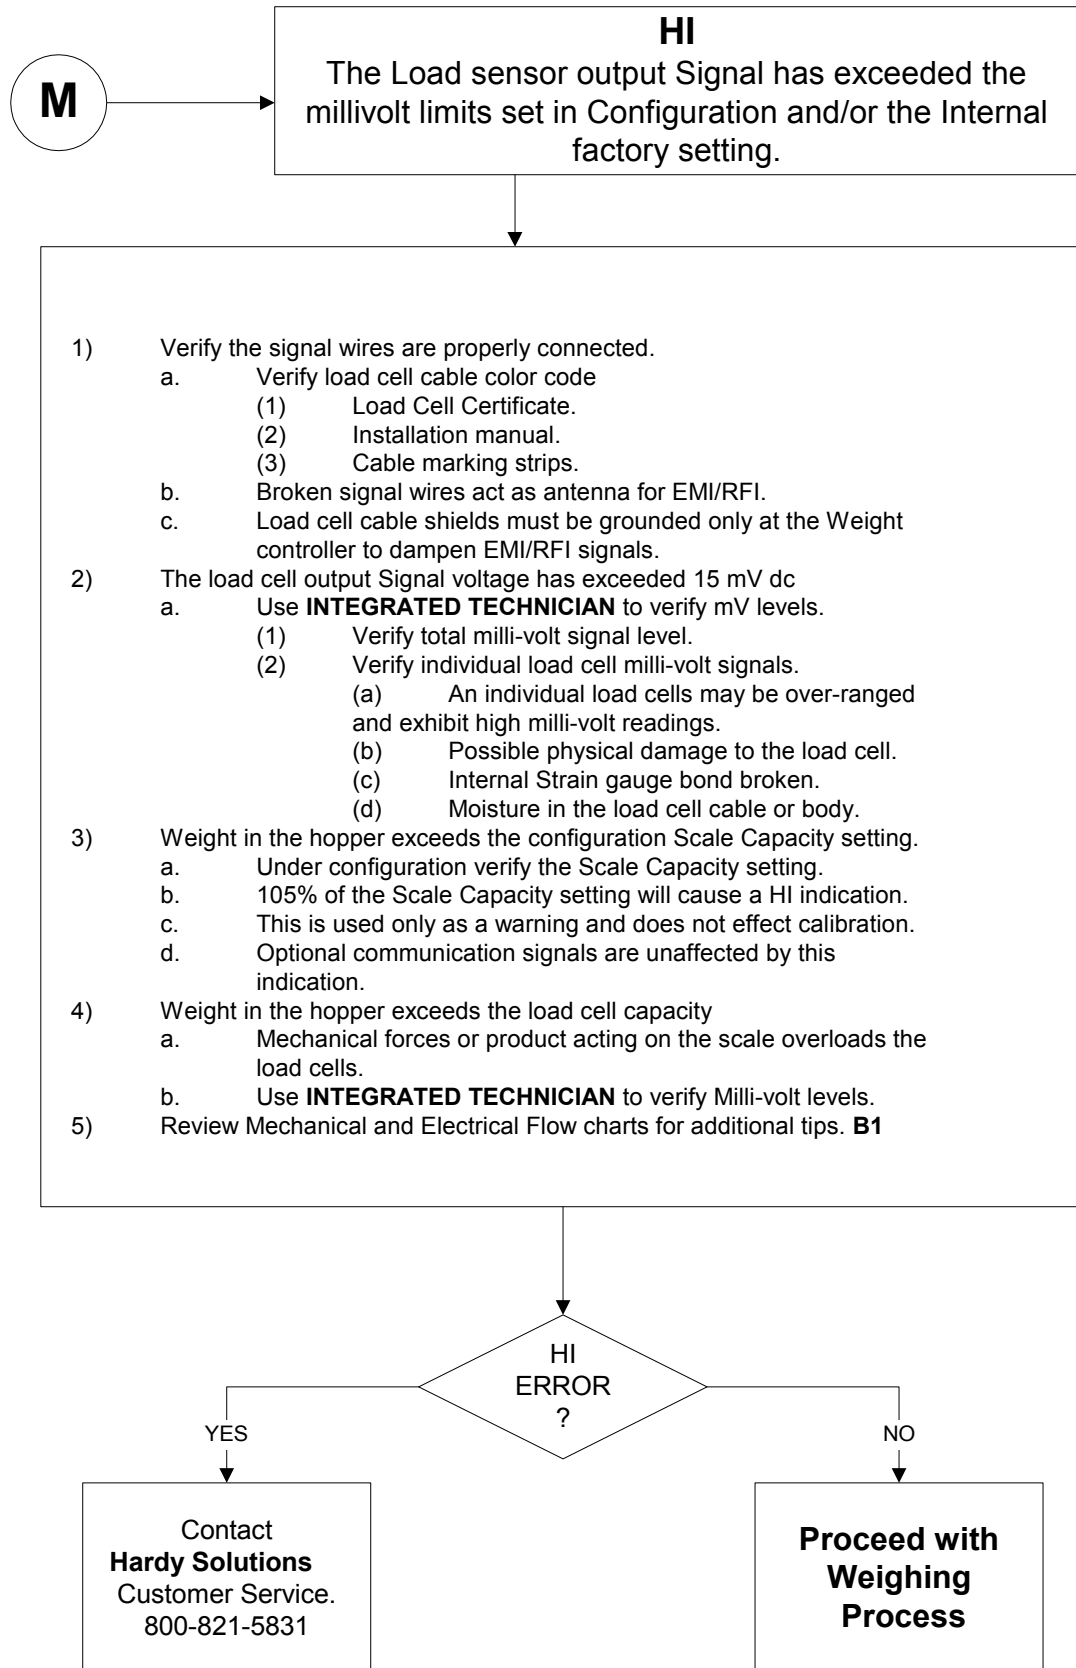 M
HI
The Load sensor output Signal has exceeded the
millivolt limits set in Configuration and/or the Internal
factory setting.
1) Verify the signal wires are properly connected.
a. Verify load cell cable color code
(1) Load Cell Certificate.
(2) Installation manual.
(3) Cable marking strips.
b. Broken signal wires act as antenna for EMI/RFI.
c. Load cell cable shields must be grounded only at the Weight
controller to dampen EMI/RFI signals.
2) The load cell output Signal voltage has exceeded 15 mV dc
a. Use INTEGRATED TECHNICIAN to verify mV levels.
(1) Verify total milli-volt signal level.
(2) Verify individual load cell milli-volt signals.
(a) An individual load cells may be over-ranged
and exhibit high milli-volt readings.
(b) Possible physical damage to the load cell.
(c) Internal Strain gauge bond broken.
(d) Moisture in the load cell cable or body.
3) Weight in the hopper exceeds the configuration Scale Capacity setting.
a. Under configuration verify the Scale Capacity setting.
b. 105% of the Scale Capacity setting will cause a HI indication.
c. This is used only as a warning and does not effect calibration.
d. Optional communication signals are unaffected by this
indication.
4) Weight in the hopper exceeds the load cell capacity
a. Mechanical forces or product acting on the scale overloads the
load cells.
b. Use INTEGRATED TECHNICIAN to verify Milli-volt levels.
5) Review Mechanical and Electrical Flow charts for additional tips. B1
HI
ERROR
?
YES
NO
Contact
Hardy Solutions
Customer Service.
800-821-5831
Proceed with
Weighing
Process